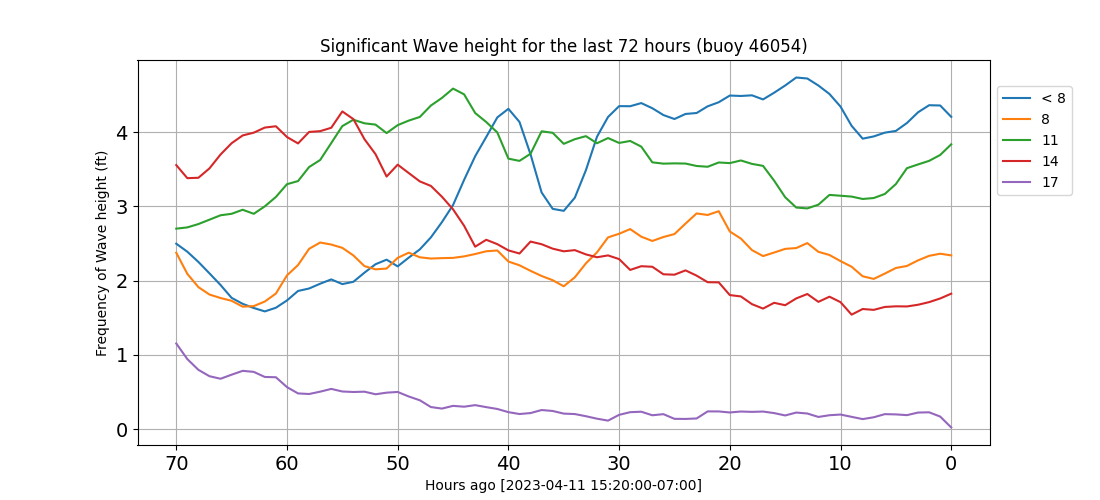 Significant Wave height for the last 72 hours (buoy 46054)
Frequency of Wave height (ft)
4
3
2
1
0
70 60 50 40 30 20 10 0
Hours ago [2023-04-11 15:20:00-07:00]
< 8
8
11
14
17